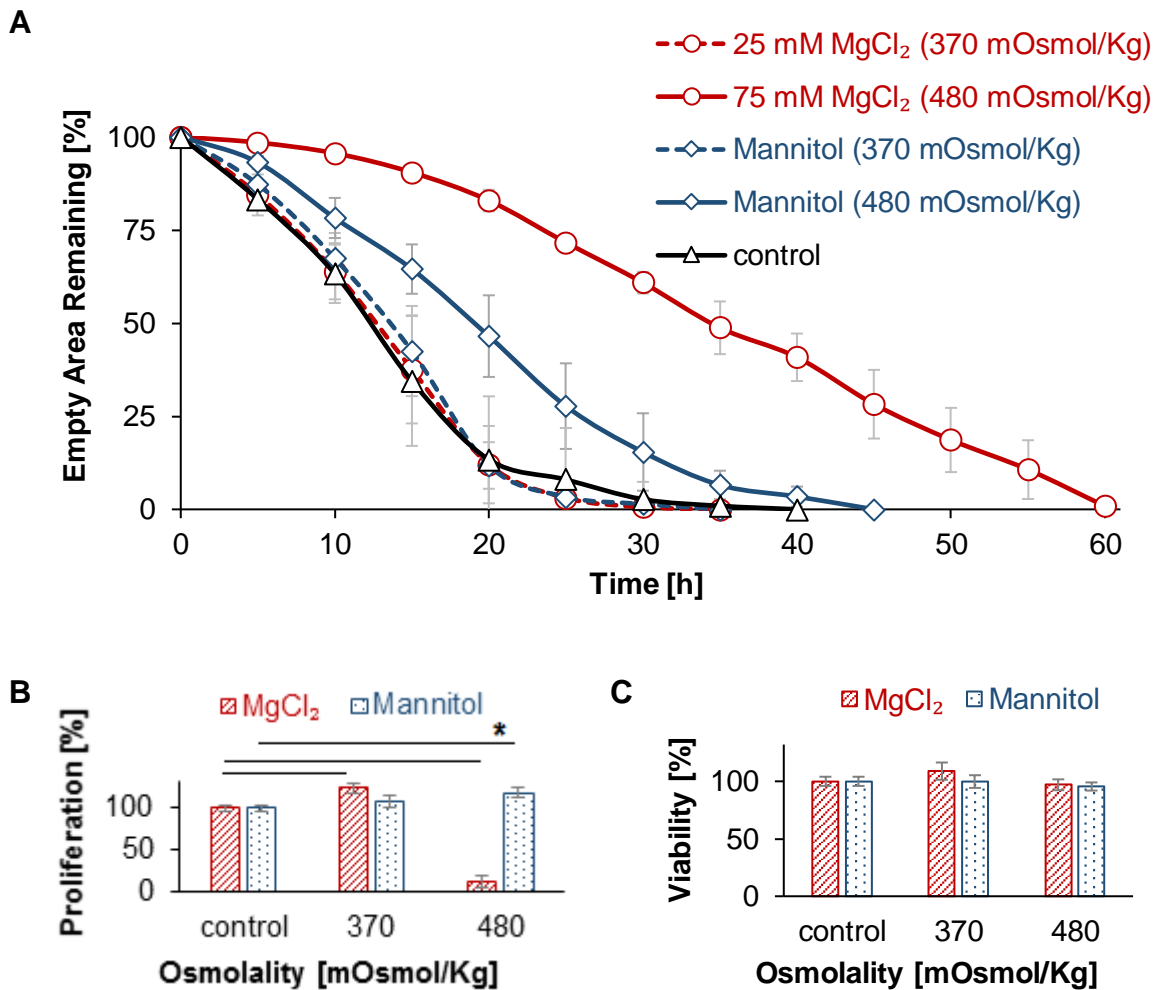 A
25 mM MgCl₂ (370 mOsmol/Kg)
75 mM MgCl₂ (480 mOsmol/Kg)
Mannitol (370 mOsmol/Kg)
Mannitol (480 mOsmol/Kg)
control
Empty Area Remaining [%]
100
75
50
25
0
0 10 20 30 40 50 60
Time [h]
B
MgCl₂ Mannitol
*
Proliferation [%]
100
50
0
control 370 480
Osmolality [mOsmol/Kg]
C
MgCl₂ Mannitol
Viability [%]
100
50
0
control 370 480
Osmolality [mOsmol/Kg]